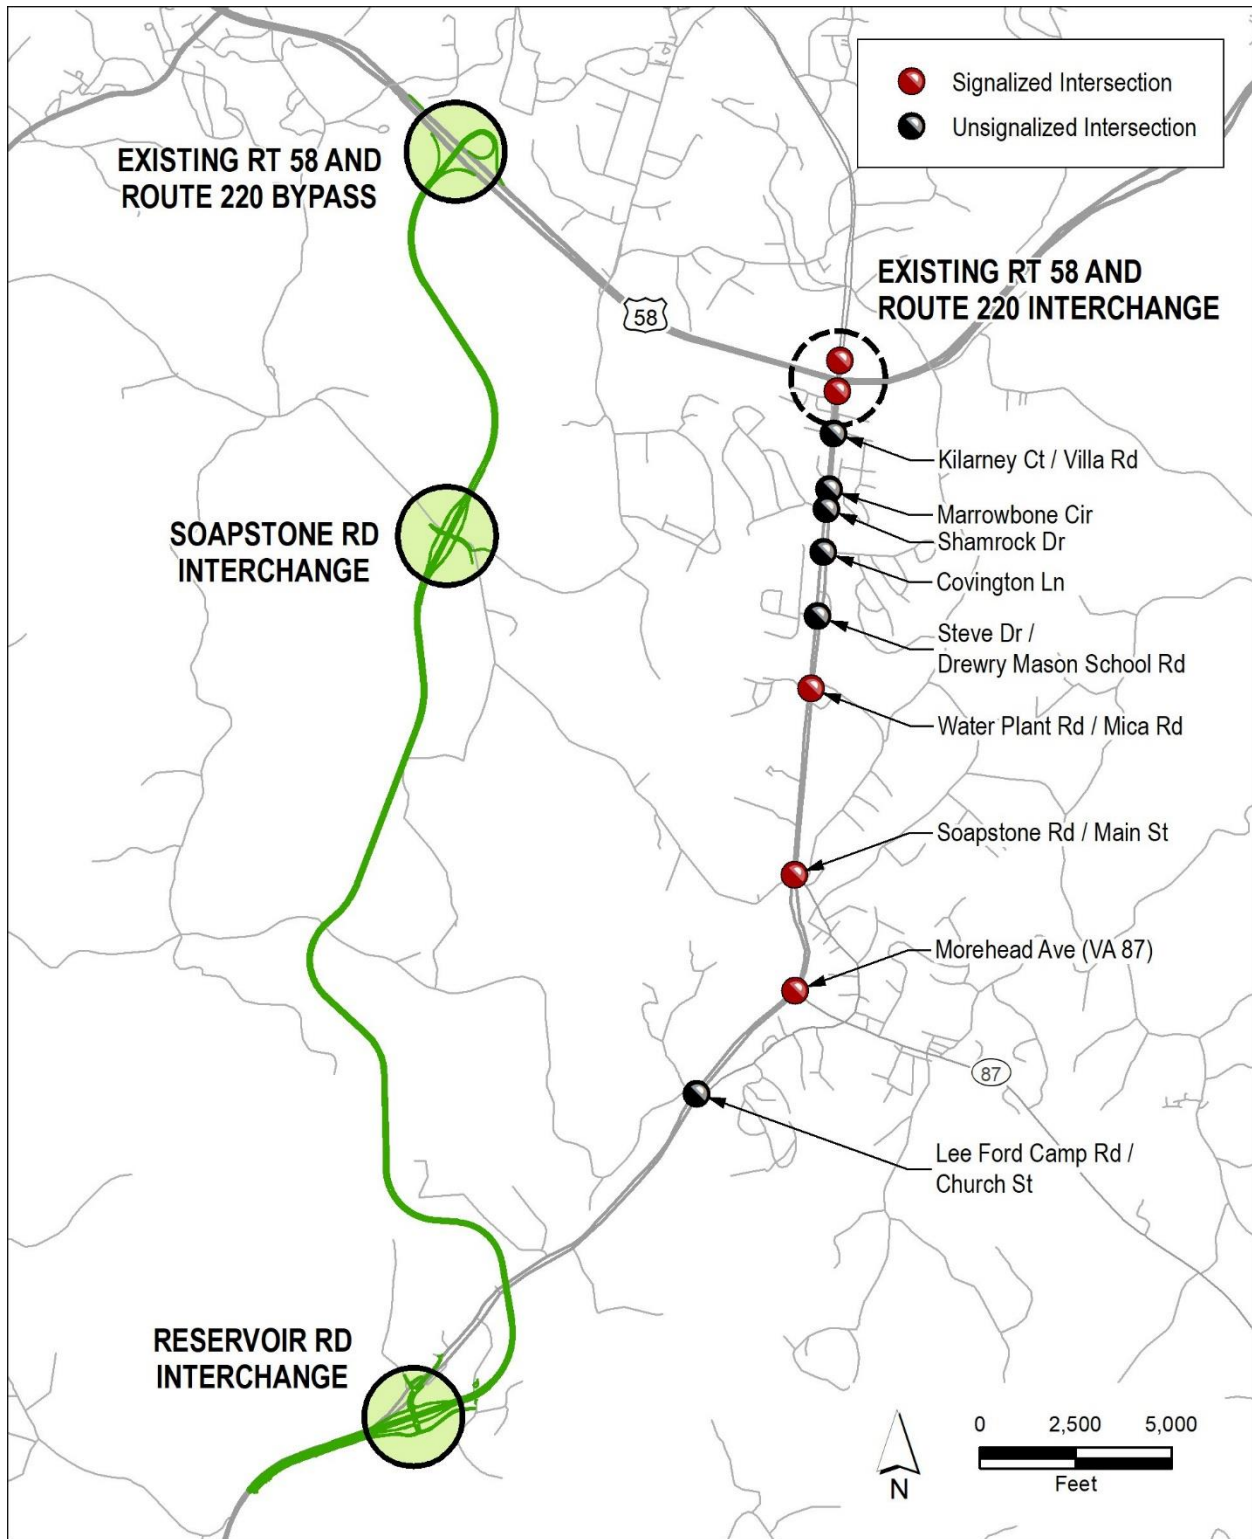 Signalized Intersection
Unsignalized Intersection
EXISTING RT 58 AND
ROUTE 220 BYPASS
EXISTING RT 58 AND
ROUTE 220 INTERCHANGE
58
Kilarney Ct / Villa Rd
Marrowbone Cir
Shamrock Dr
SOAPSTONE RD
INTERCHANGE
Covington Ln
Steve Dr /
Drewry Mason School Rd
Water Plant Rd / Mica Rd
Soapstone Rd / Main St
Morehead Ave (VA 87)
87
Lee Ford Camp Rd /
Church St
RESERVOIR RD
INTERCHANGE
0 2,500 5,000
Feet
N